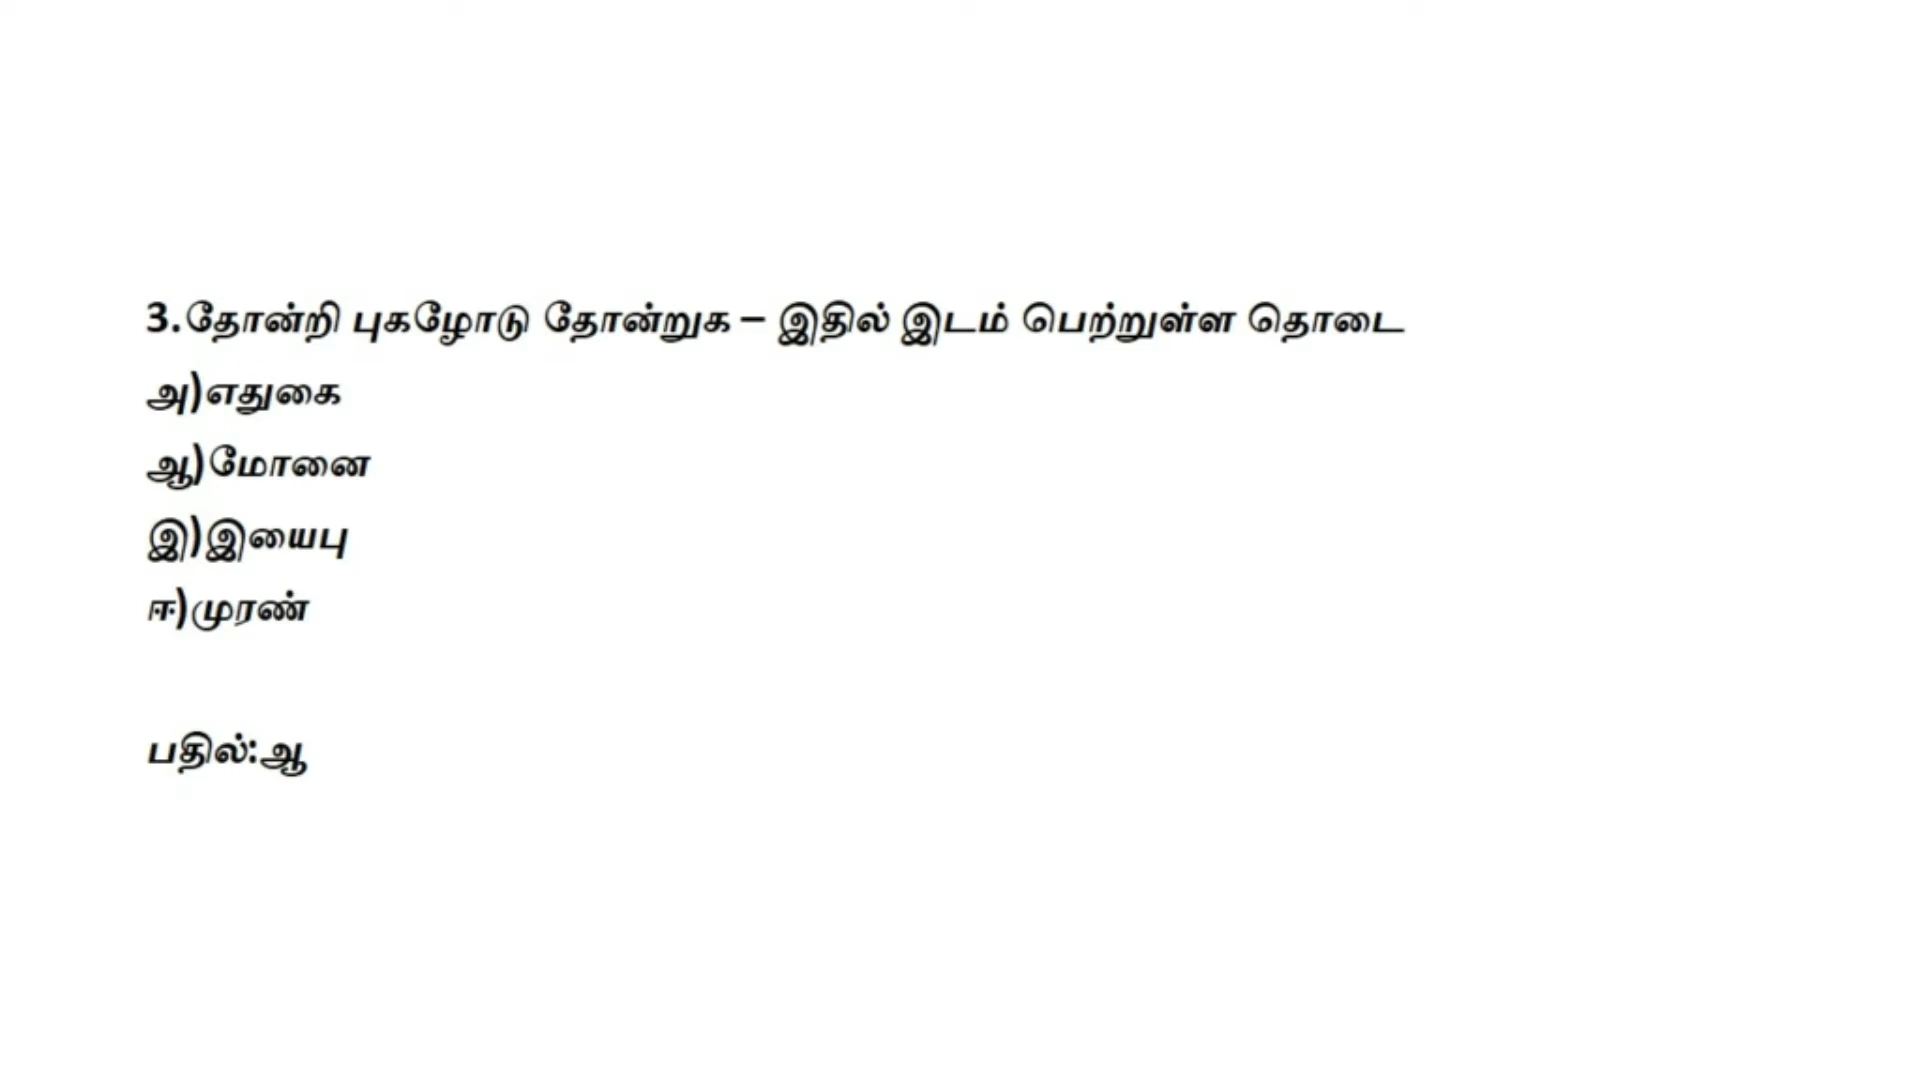 3.தோன்றி புகழோடு தோன்றுக – இதில் இடம் பெற்றுள்ள தொடை
அ)எதுகை
ஆ)மோனை
இ)இயைபு
ஈ)முரண்
பதில்:ஆ